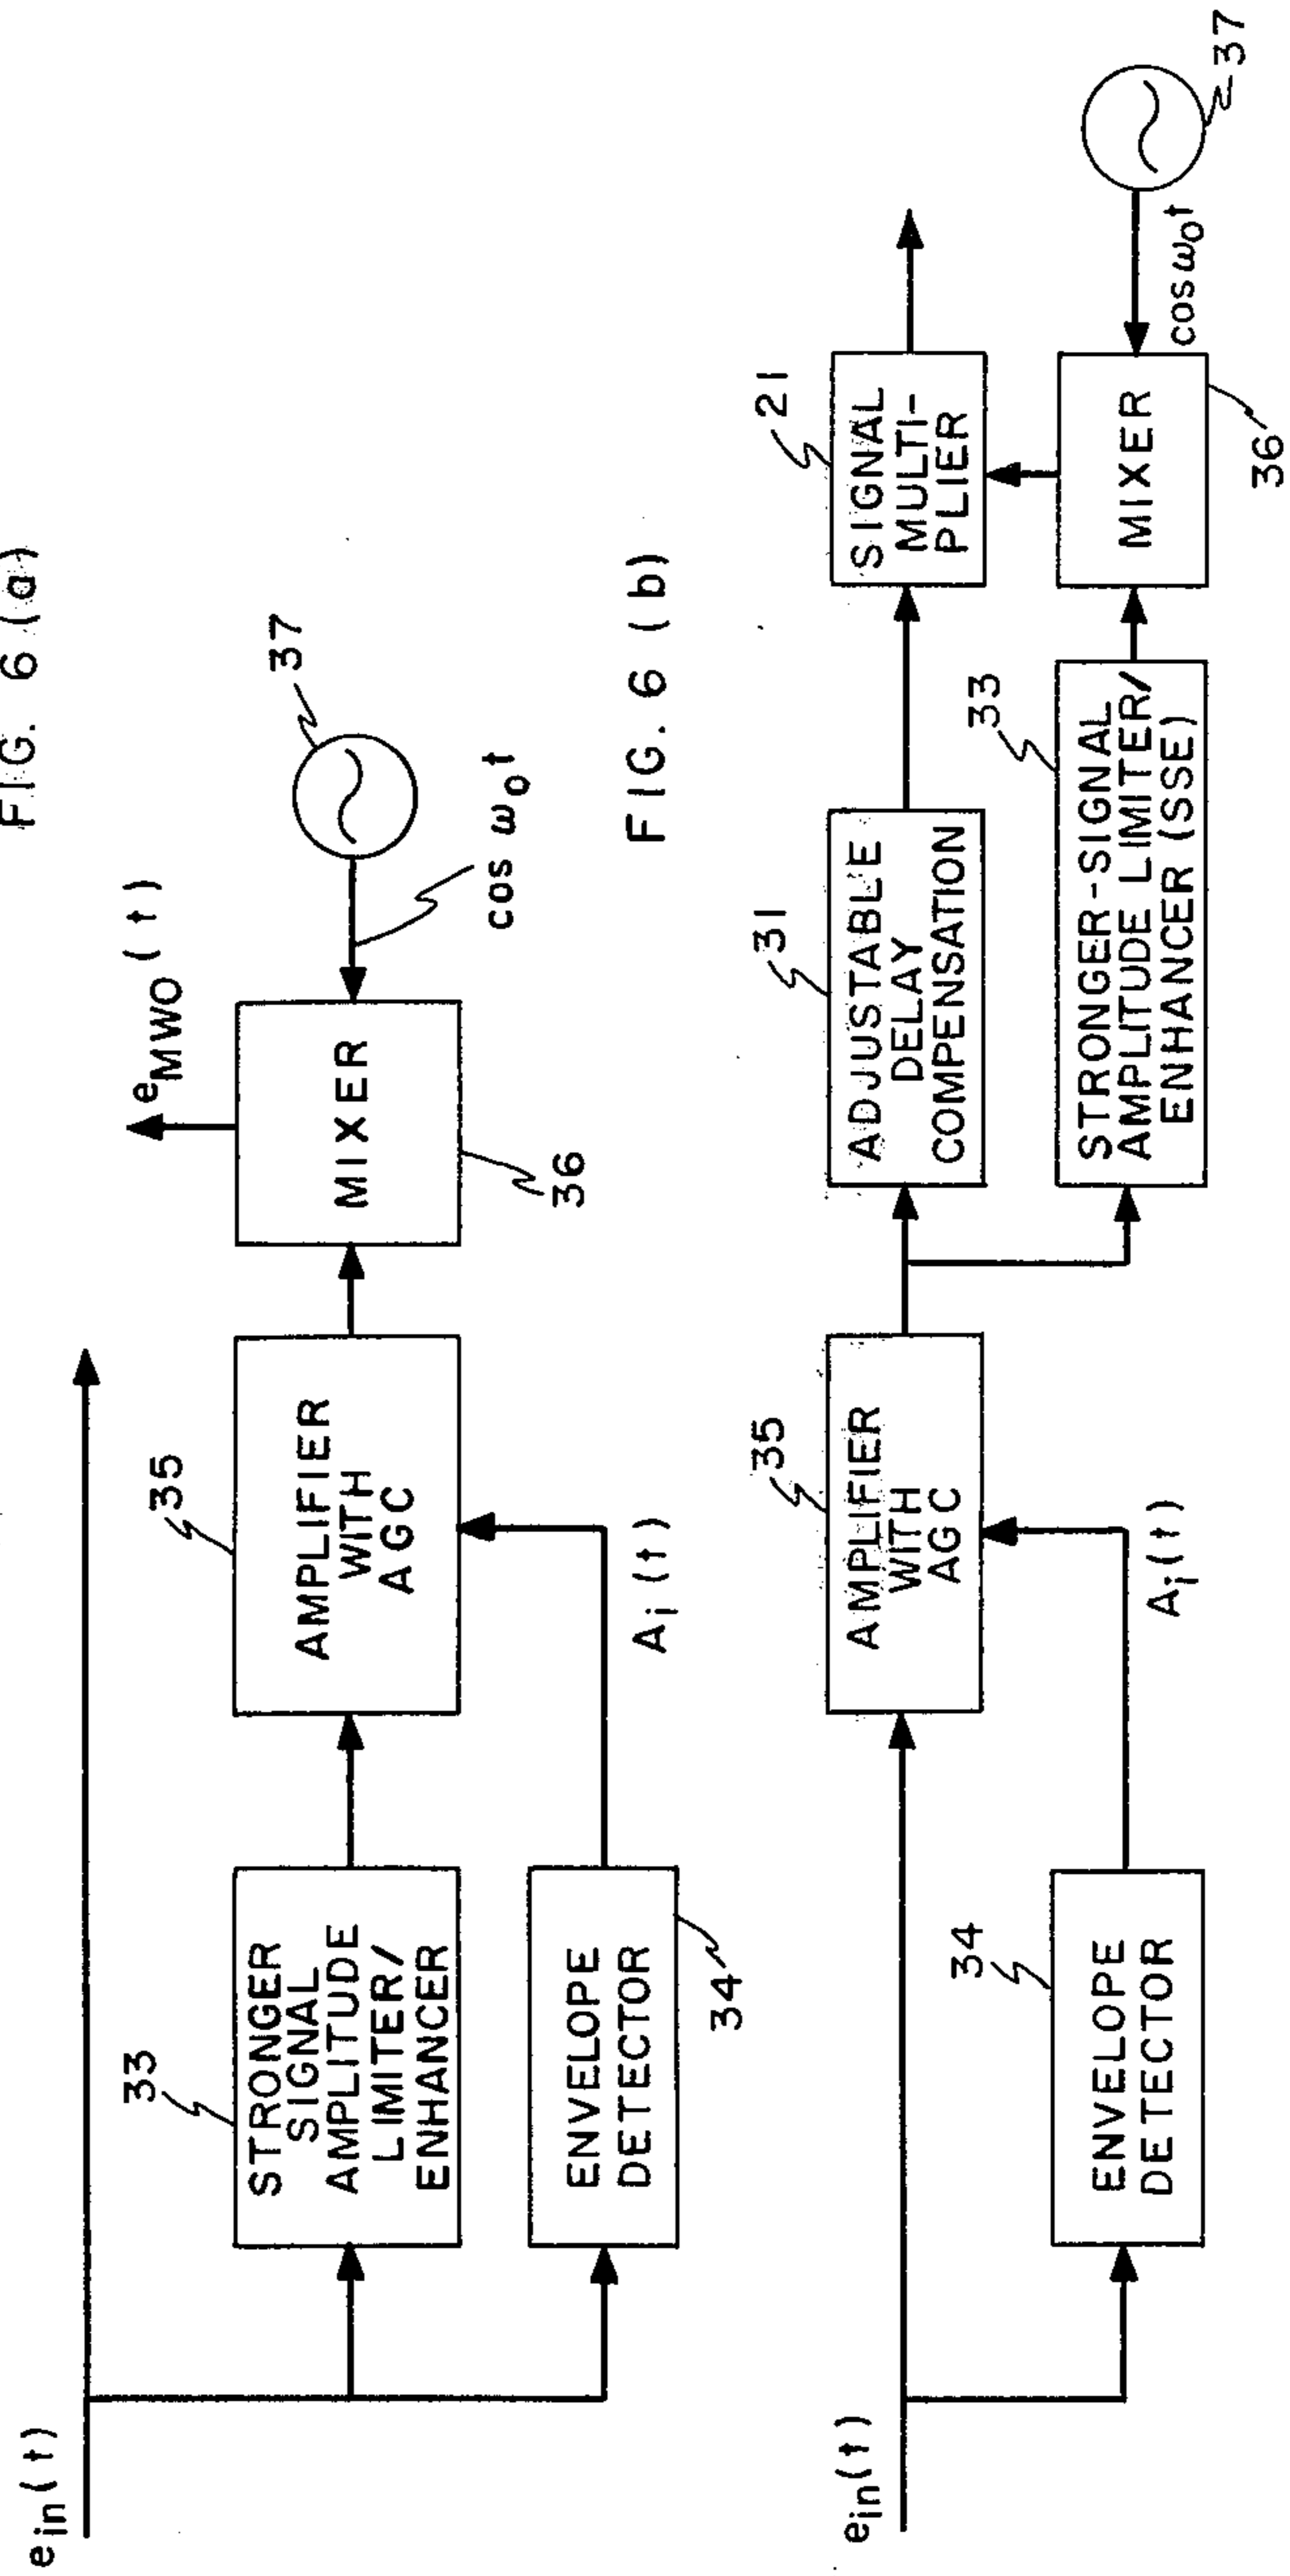 FIG. 6 (a)
e_in(t)
33
STRONGER
SIGNAL
AMPLITUDE
LIMITER/
ENHANCER
35
AMPLIFIER
WITH
AGC
e_MWO(t)
MIXER
36
37
cos ω_0t
ENVELOPE
DETECTOR
34
A_i(t)
FIG. 6 (b)
e_in(t)
35
AMPLIFIER
WITH
AGC
31
ADJUSTABLE
DELAY
COMPENSATION
21
SIGNAL
MULTI-
PLIER
34
ENVELOPE
DETECTOR
A_i(t)
33
STRONGER-SIGNAL
AMPLITUDE LIMITER/
ENHANCER (SSE)
MIXER
36
cos ω_0t
37